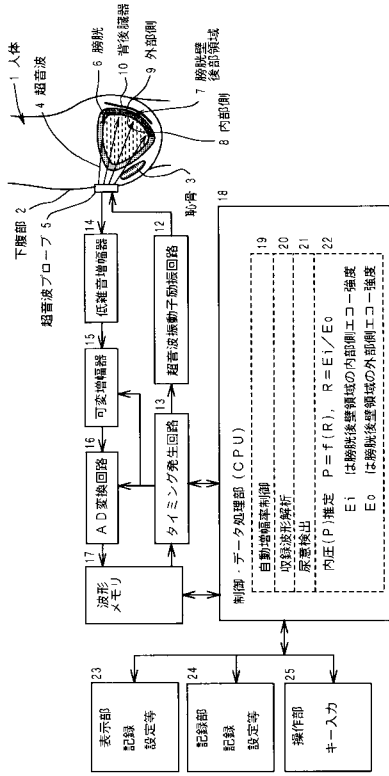 1 人体
4 超音波
6 膀胱
10 背後臓器
9 外部側
7 膀胱壁
後部領域
8 内部側
3
恥骨
下腹部 2
超音波プローブ 5
14
低雑音増幅器
15
可変増幅器
16
AD変換回路
17
波形
メモリ
12
超音波振動子励振回路
13
タイミング発生回路
18
制御・データ処理部(CPU)
自動増幅率制御 19
収録波形解析 20
尿意検出 21
内圧(P)推定 P=f(R), R=Ei/Eo 22
Ei は膀胱後壁領域の内部側エコー強度
Eo は膀胱後壁領域の外部側エコー強度
23
表示部
記録
設定等
24
記録部
記録
設定等
25
操作部
キー入力